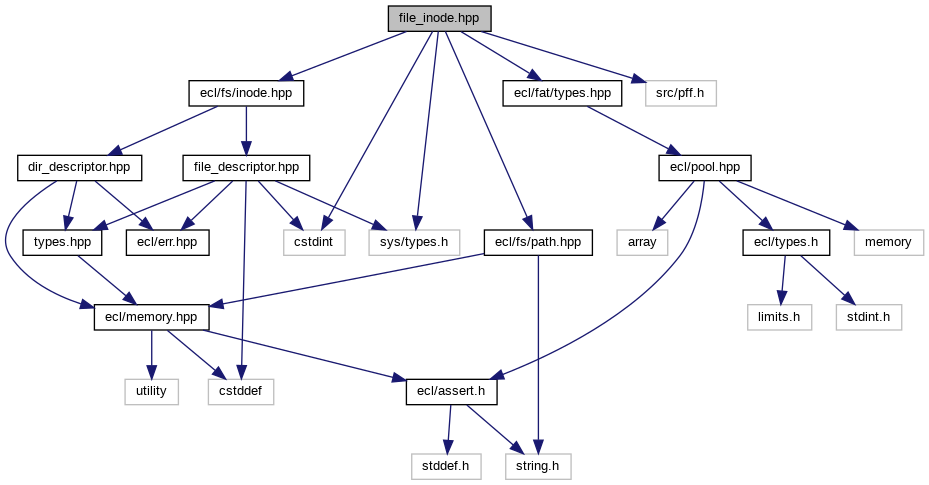 file_inode.hpp
ecl/fs/inode.hpp
ecl/fat/types.hpp
src/pff.h
dir_descriptor.hpp
file_descriptor.hpp
ecl/pool.hpp
types.hpp
ecl/err.hpp
cstdint
sys/types.h
ecl/fs/path.hpp
array
ecl/types.h
memory
ecl/memory.hpp
limits.h
stdint.h
utility
cstddef
ecl/assert.h
stddef.h
string.h